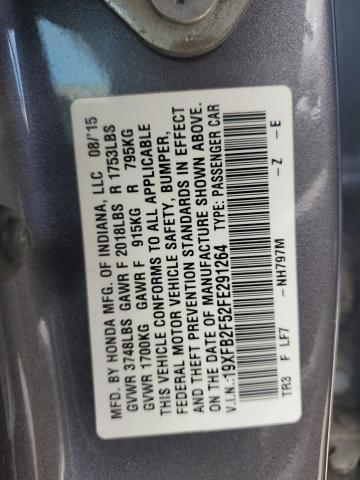 MFD. BY HONDA MFG. OF INDIANA, LLC 08/'15
GVWR 3748LBS GAWR F 2018LBS R 1753LBS
GVWR 1700KG GAWR F 915KG R 795KG
THIS VEHICLE CONFORMS TO ALL APPLICABLE
FEDERAL MOTOR VEHICLE SAFETY, BUMPER,
THEFT PREVENTION STANDARDS IN EFFECT
ON THE DATE OF MANUFACTURE SHOWN ABOVE.
V.I.N.:19XFB2F52FE291264 TYPE: PASSENGER CAR
TR3 F LF7 -NH797M -Z -E